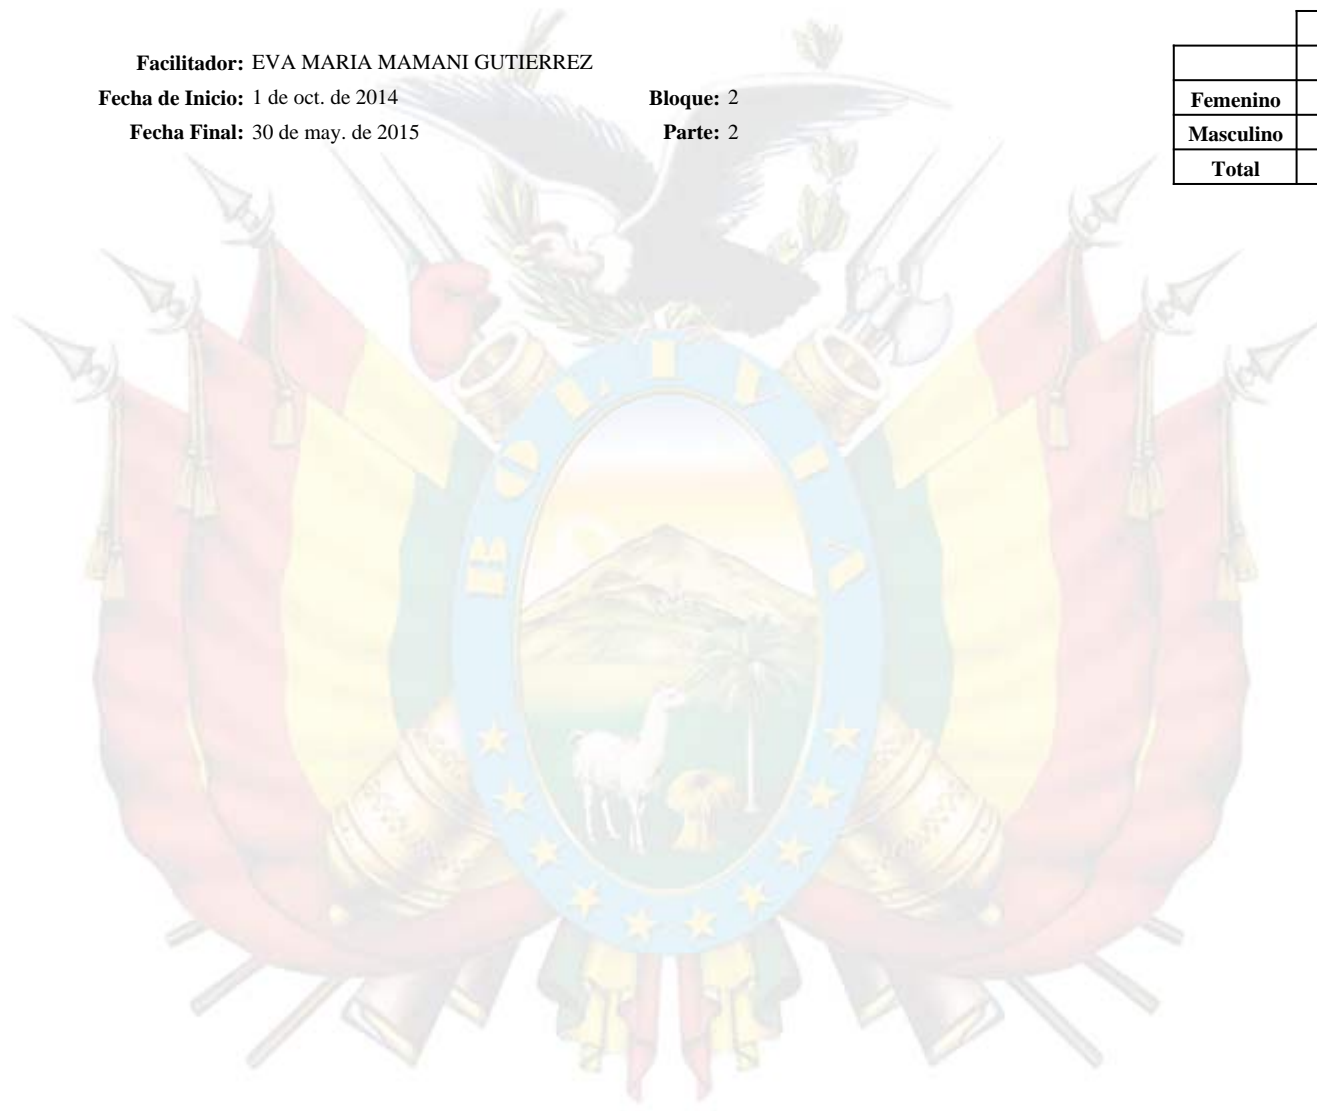 Facilitador: EVA MARIA MAMANI GUTIERREZ
Fecha de Inicio: 1 de oct. de 2014 Bloque: 2
Fecha Final: 30 de may. de 2015 Parte: 2
Femenino
Masculino
Total
BOLIVIA